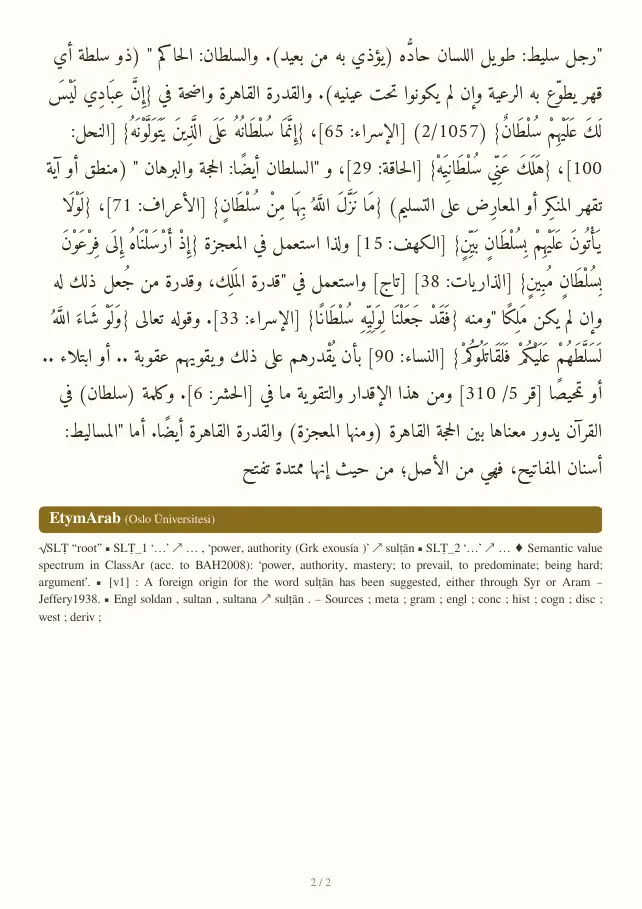 "رجل سليط: طويل اللسان حادُّه (يؤذي به من بعيد). والسلطان: الحاكم " (ذو سلطة أي
قهر يطوّع به الرعية وإن لم يكونوا تحت عينيه). والقدرة القاهرة واضحة في {إِنَّ عِبَادِي لَيْسَ
لَكَ عَلَيْهِمْ سُلْطَانٌ} (2/1057) [الإسراء: 65]، {إِنَّمَا سُلْطَانُهُ عَلَى الَّذِينَ يَتَوَلَّوْنَهُ} [النحل:
100]، {هَلَكَ عَنِّي سُلْطَانِيَهْ} [الحاقة: 29]، و "السلطان أيضًا: الحجة والبرهان " (منطق أو آية
تقهر المنكِر أو المعارِض على التسليم) {مَا نَزَّلَ اللَّهُ بِهَا مِنْ سُلْطَانٍ} [الأعراف: 71]، {لَوْلَا
يَأْتُونَ عَلَيْهِمْ بِسُلْطَانٍ بَيِّنٍ} [الكهف: 15] ولذا استعمل في المعجزة {إِذْ أَرْسَلْنَاهُ إِلَى فِرْعَوْنَ
بِسُلْطَانٍ مُبِينٍ} [الذاريات: 38] [تاج] واستعمل في "قدرة المَلِك، وقدرة من جُعل ذلك له
وإن لم يكن مَلِكًا "ومنه {فَقَدْ جَعَلْنَا لِوَلِيِّهِ سُلْطَانًا} [الإسراء: 33]. وقوله تعالى {وَلَوْ شَاءَ اللَّهُ
لَسَلَّطَهُمْ عَلَيْكُمْ فَلَقَاتَلُوكُمْ} [النساء: 90] بأن يُقْدرهم على ذلك ويقويهم عقوبة .. أو ابتلاء ..
أو تمحيصًا [قر 5/ 310] ومن هذا الإقدار والتقوية ما في [الحشر: 6]. وكلمة (سلطان) في
القرآن يدور معناها بين الحجة القاهرة (ومنها المعجزة) والقدرة القاهرة أيضًا. أما "المساليط:
أسنان المفاتيح، فهي من الأصل؛ من حيث إنها ممتدة تفتح
EtymArab (Oslo Üniversitesi)
√SLṬ “root” ▪ SLṬ_1 ‘…’ ↗ … , ‘power, authority (Grk exousía )’ ↗ sulṭān ▪ SLṬ_2 ‘…’ ↗ … ♦ Semantic value
spectrum in ClassAr (acc. to BAH2008): ‘power, authority, mastery; to prevail, to predominate; being hard;
argument’. ▪ [v1] : A foreign origin for the word sulṭān has been suggested, either through Syr or Aram –
Jeffery1938. ▪ Engl soldan , sultan , sultana ↗ sulṭān . – Sources ; meta ; gram ; engl ; conc ; hist ; cogn ; disc ;
west ; deriv ;
2 / 2